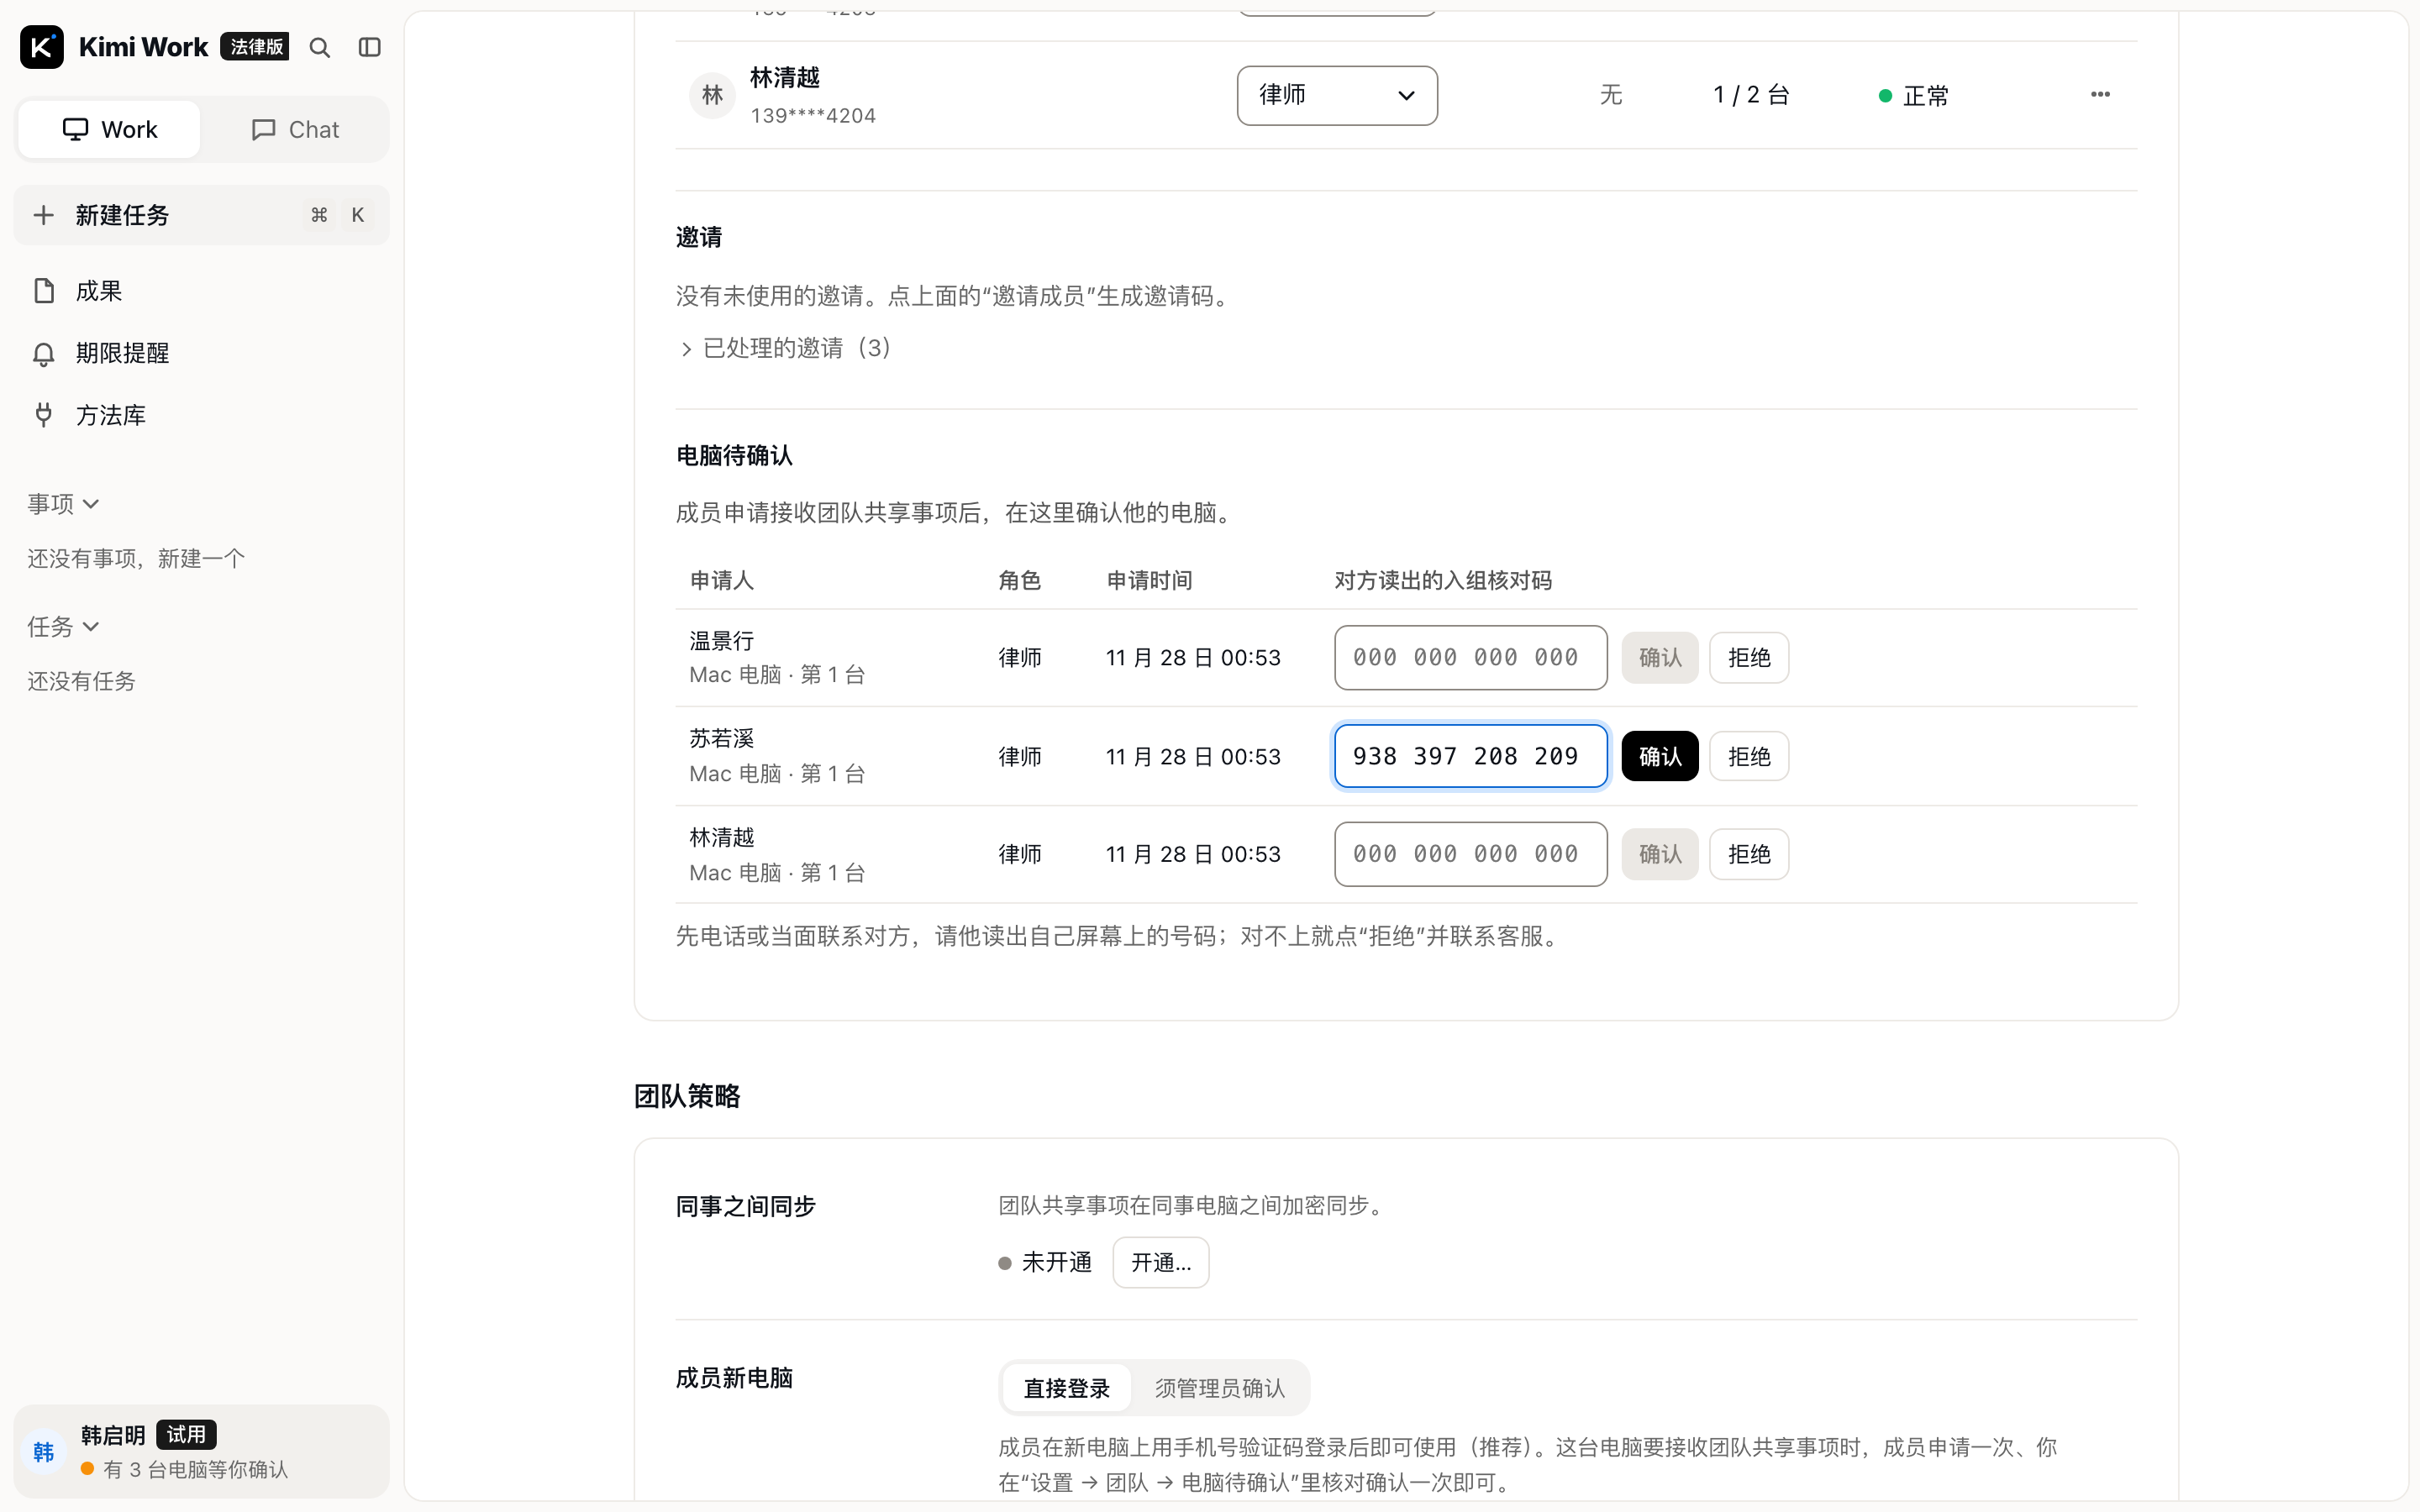 Kimi Work 法律版
Work
Chat
新建任务 ⌘ K
成果
期限提醒
方法库
事项
还没有事项，新建一个
任务
还没有任务
韩
韩启明 试用
有 3 台电脑等你确认
林
林清越
139****4204
律师
无
1 / 2 台
正常
邀请
没有未使用的邀请。点上面的“邀请成员”生成邀请码。
已处理的邀请（3）
电脑待确认
成员申请接收团队共享事项后，在这里确认他的电脑。
申请人 角色 申请时间 对方读出的入组核对码
温景行
Mac 电脑 · 第 1 台
律师 11 月 28 日 00:53 000 000 000 000 确认 拒绝
苏若溪
Mac 电脑 · 第 1 台
律师 11 月 28 日 00:53 938 397 208 209 确认 拒绝
林清越
Mac 电脑 · 第 1 台
律师 11 月 28 日 00:53 000 000 000 000 确认 拒绝
先电话或当面联系对方，请他读出自己屏幕上的号码；对不上就点“拒绝”并联系客服。
团队策略
同事之间同步
团队共享事项在同事电脑之间加密同步。
未开通 开通...
成员新电脑
直接登录 须管理员确认
成员在新电脑上用手机号验证码登录后即可使用（推荐）。这台电脑要接收团队共享事项时，成员申请一次、你
在“设置 → 团队 → 电脑待确认”里核对确认一次即可。